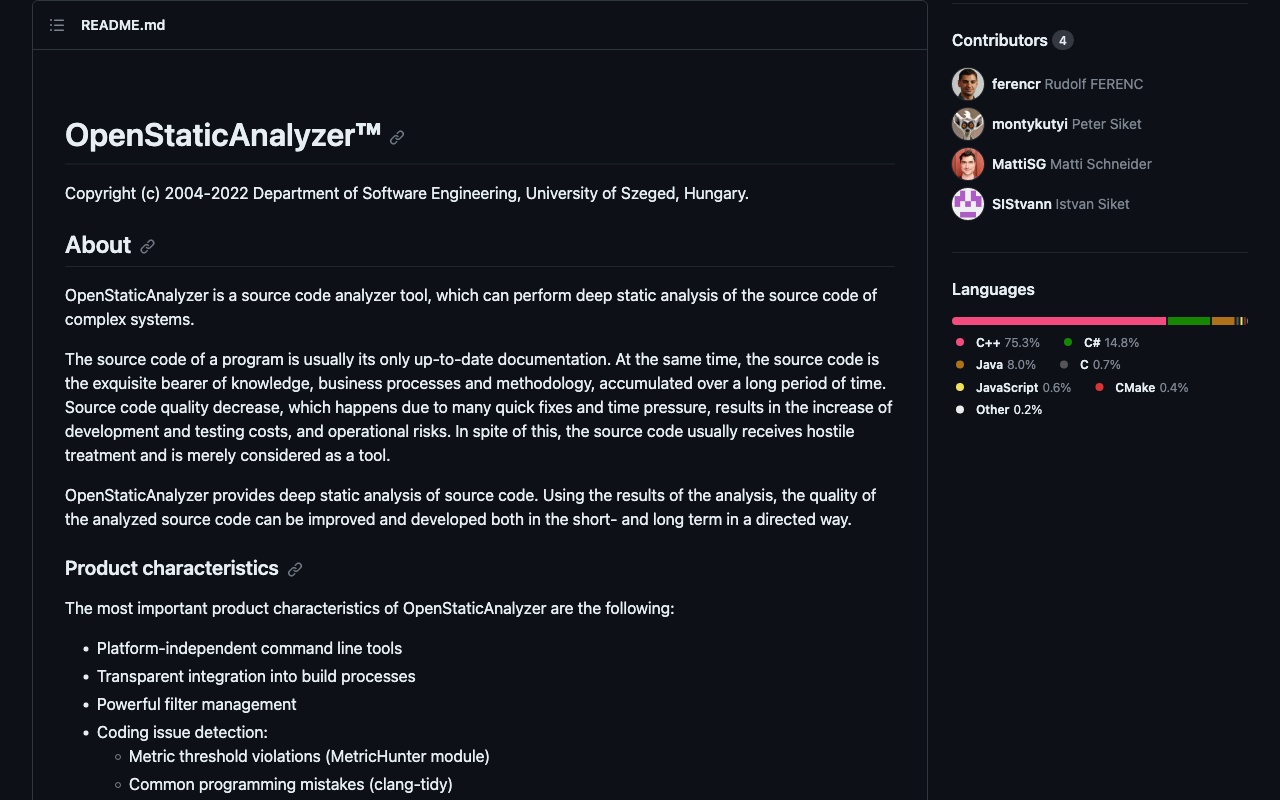 README.md
OpenStaticAnalyzer™
Copyright (c) 2004-2022 Department of Software Engineering, University of Szeged, Hungary.
About
OpenStaticAnalyzer is a source code analyzer tool, which can perform deep static analysis of the source code of
complex systems.
The source code of a program is usually its only up-to-date documentation. At the same time, the source code is
the exquisite bearer of knowledge, business processes and methodology, accumulated over a long period of time.
Source code quality decrease, which happens due to many quick fixes and time pressure, results in the increase of
development and testing costs, and operational risks. In spite of this, the source code usually receives hostile
treatment and is merely considered as a tool.
OpenStaticAnalyzer provides deep static analysis of source code. Using the results of the analysis, the quality of
the analyzed source code can be improved and developed both in the short- and long term in a directed way.
Product characteristics
The most important product characteristics of OpenStaticAnalyzer are the following:
• Platform-independent command line tools
• Transparent integration into build processes
• Powerful filter management
• Coding issue detection:
◦ Metric threshold violations (MetricHunter module)
◦ Common programming mistakes (clang-tidy)
Contributors 4
ferencr Rudolf FERENC
montykutyi Peter Siket
MattiSG Matti Schneider
SIStvann Istvan Siket
Languages
C++ 75.3% C# 14.8%
Java 8.0% C 0.7%
JavaScript 0.6% CMake 0.4%
Other 0.2%